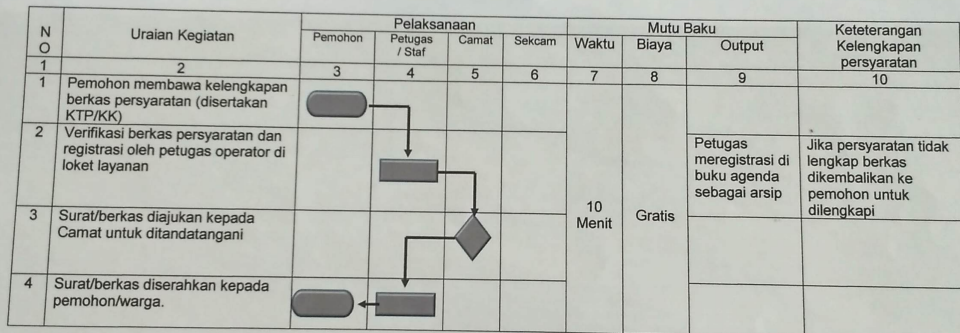 N
O
Uraian Kegiatan
Pelaksanaan
Mutu Baku
Keteterangan
Kelengkapan
persyaratan
Pemohon
Petugas
/ Staf
Camat
Sekcam
Waktu
Biaya
Output
1 2 3 4 5 6 7 8 9 10
1
Pemohon membawa kelengkapan
berkas persyaratan (disertakan
KTP/KK)
2
Verifikasi berkas persyaratan dan
registrasi oleh petugas operator di
loket layanan
Petugas
meregistrasi di
buku agenda
sebagai arsip
Jika persyaratan tidak
lengkap berkas
dikembalikan ke
pemohon untuk
dilengkapi
10
Menit
Gratis
3
Surat/berkas diajukan kepada
Camat untuk ditandatangani
4
Surat/berkas diserahkan kepada
pemohon/warga.